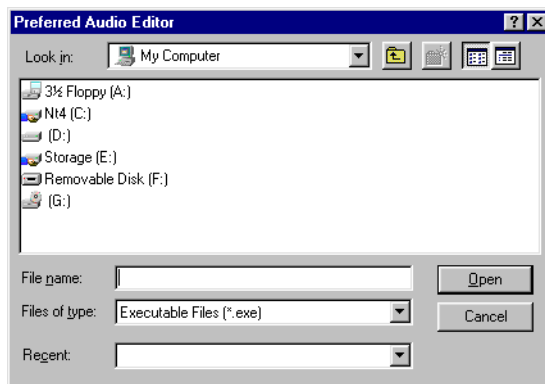 Preferred Audio Editor
Look in: My Computer
3½ Floppy (A:)
Nt4 (C:)
(D:)
Storage (E:)
Removable Disk (F:)
(G:)
File name: Open
Files of type: Executable Files (*.exe) Cancel
Recent: